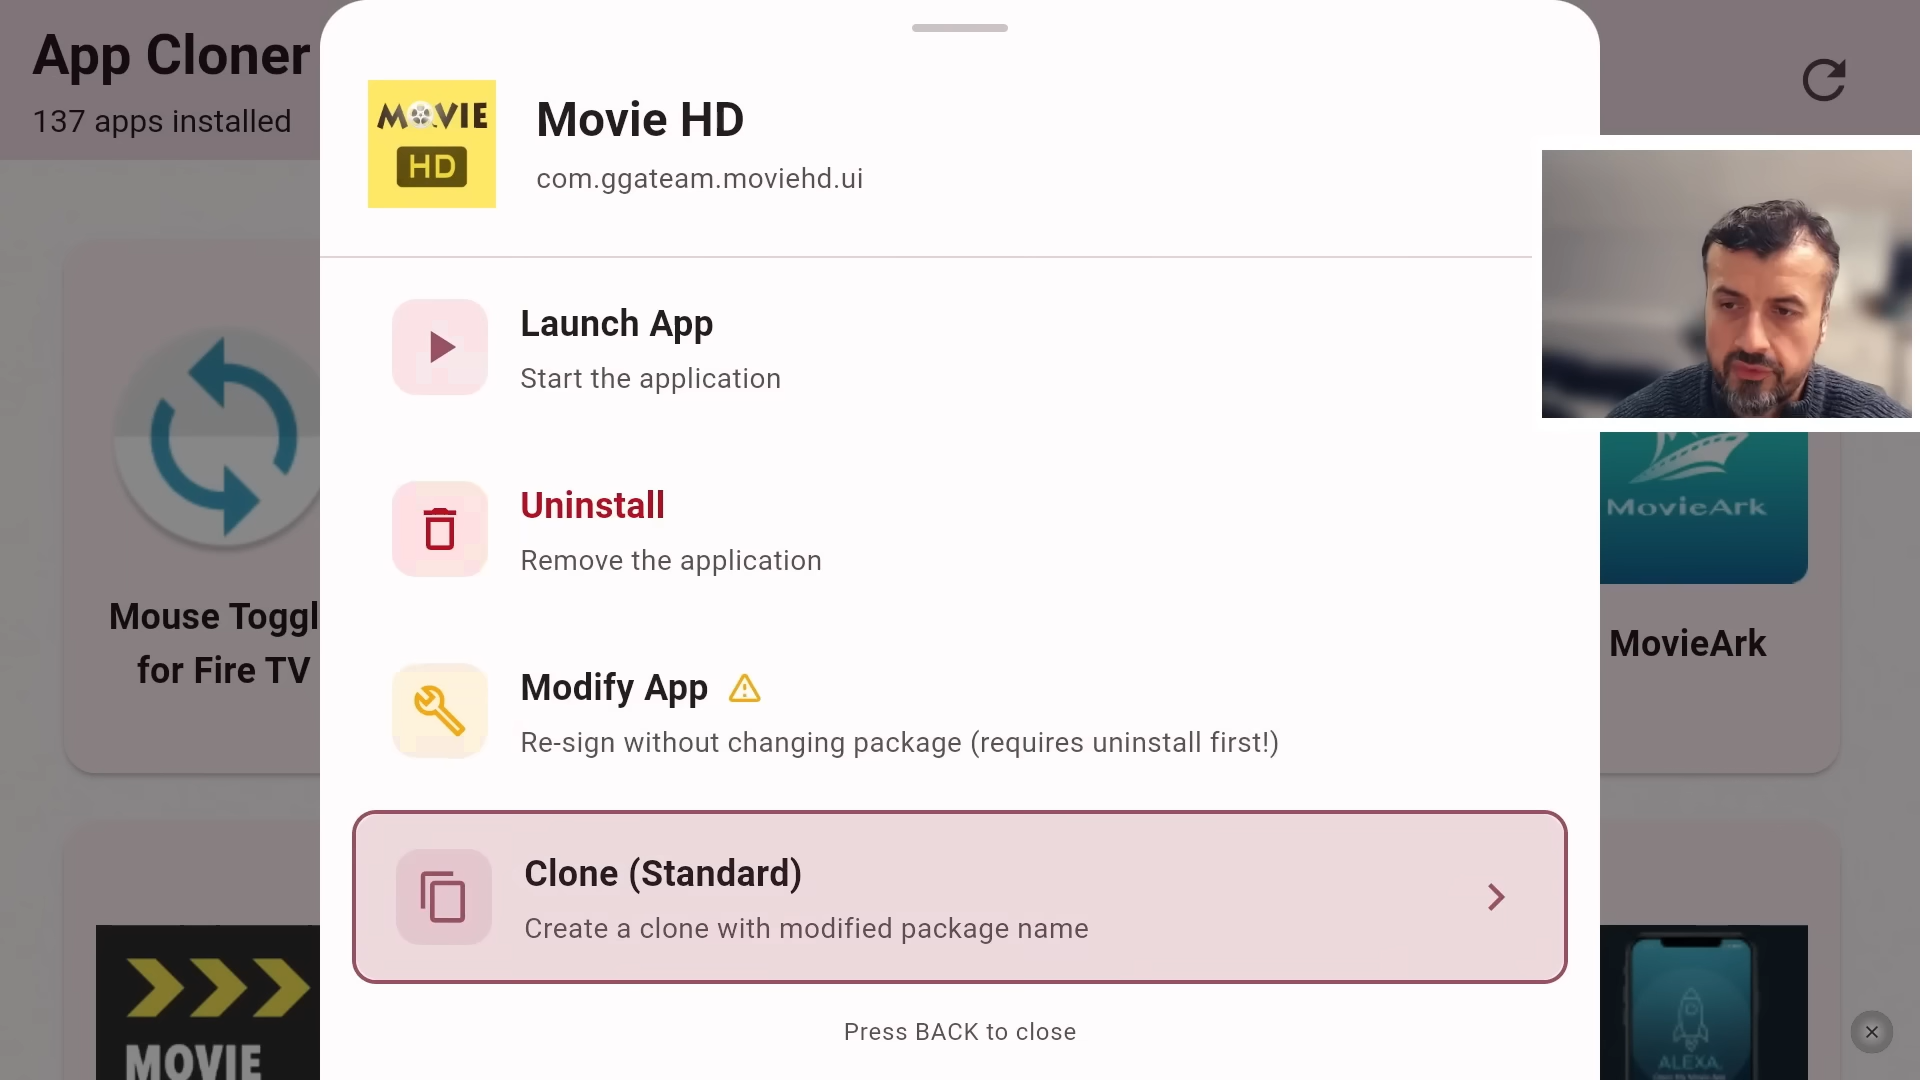 App Cloner
137 apps installed
MOVIE
HD
Movie HD
com.ggateam.moviehd.ui
Launch App
Start the application
Uninstall
Remove the application
Modify App
Re-sign without changing package (requires uninstall first!)
Clone (Standard)
Create a clone with modified package name
Press BACK to close
Mouse Toggl
for Fire TV
MovieArk
MovieArk
MOVIE
ALEXA